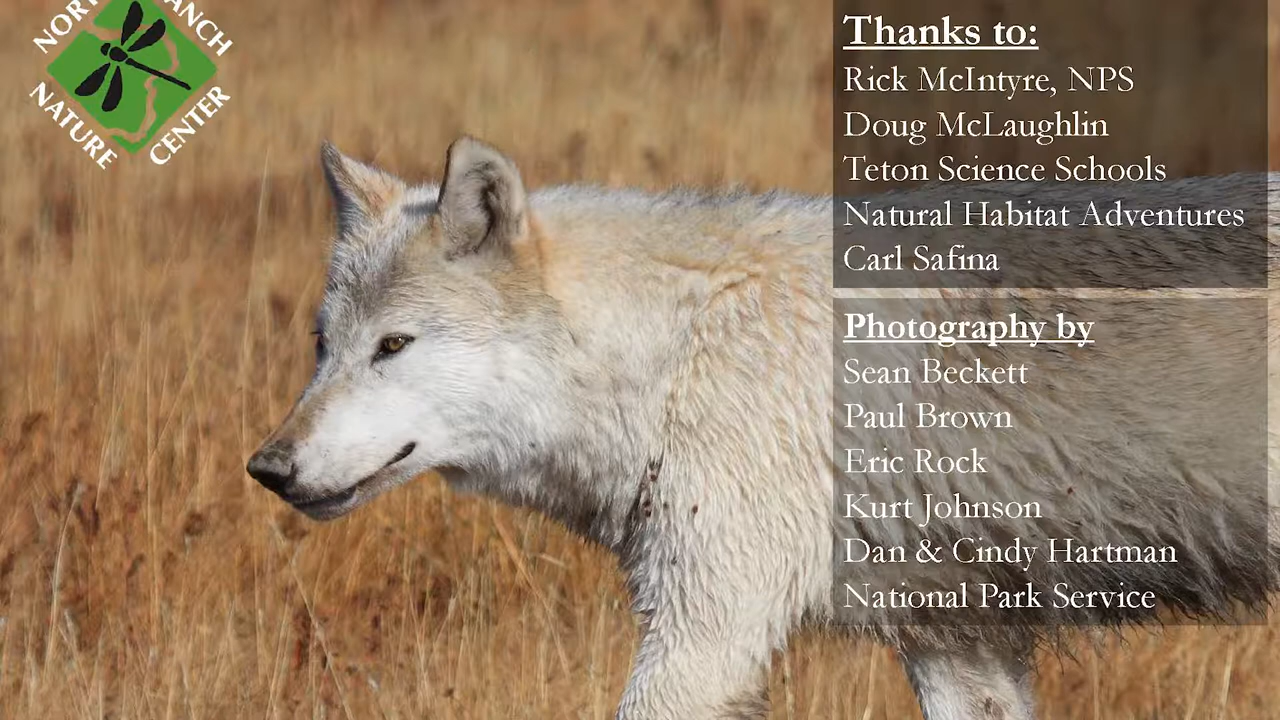 NATURE
CENTER
Thanks to:
Rick McIntyre, NPS
Doug McLaughlin
Teton Science Schools
Natural Habitat Adventures
Carl Safina
Photography by
Sean Beckett
Paul Brown
Eric Rock
Kurt Johnson
Dan & Cindy Hartman
National Park Service